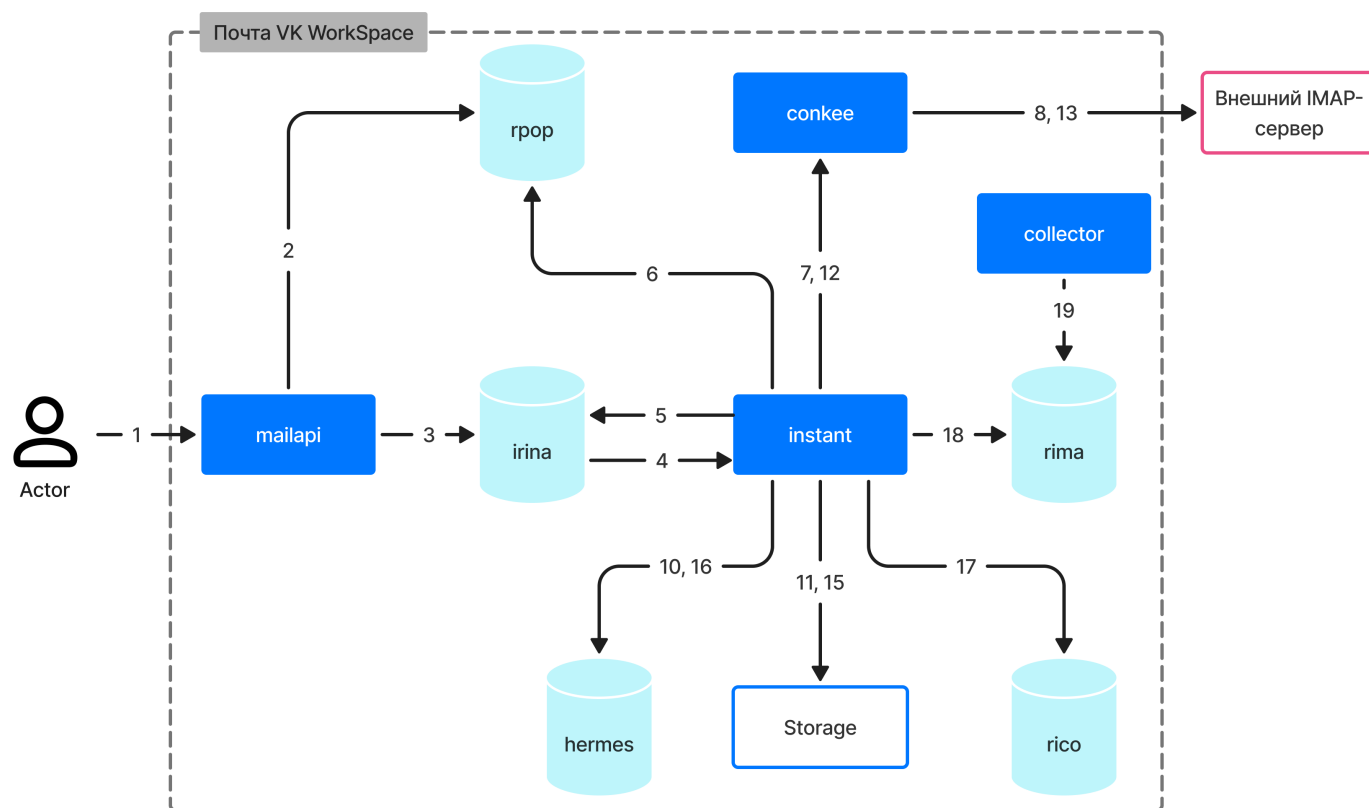 Почта VK WorkSpace
rpop
conkee
8, 13
Внешний IMAP-
сервер
collector
2
6
7, 12
19
Actor
1
mailapi
3
irina
5
4
instant
18
rima
10, 16
11, 15
17
hermes
Storage
rico